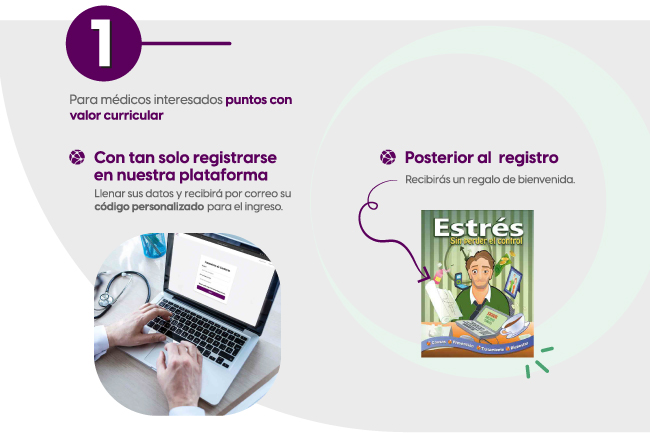 1
Para médicos interesados puntos con
valor curricular
Con tan solo registrarse
en nuestra plataforma
Llenar sus datos y recibirá por correo su
código personalizado para el ingreso.
Posterior al registro
Recibirás un regalo de bienvenida.
Estrés
Sin perder el control